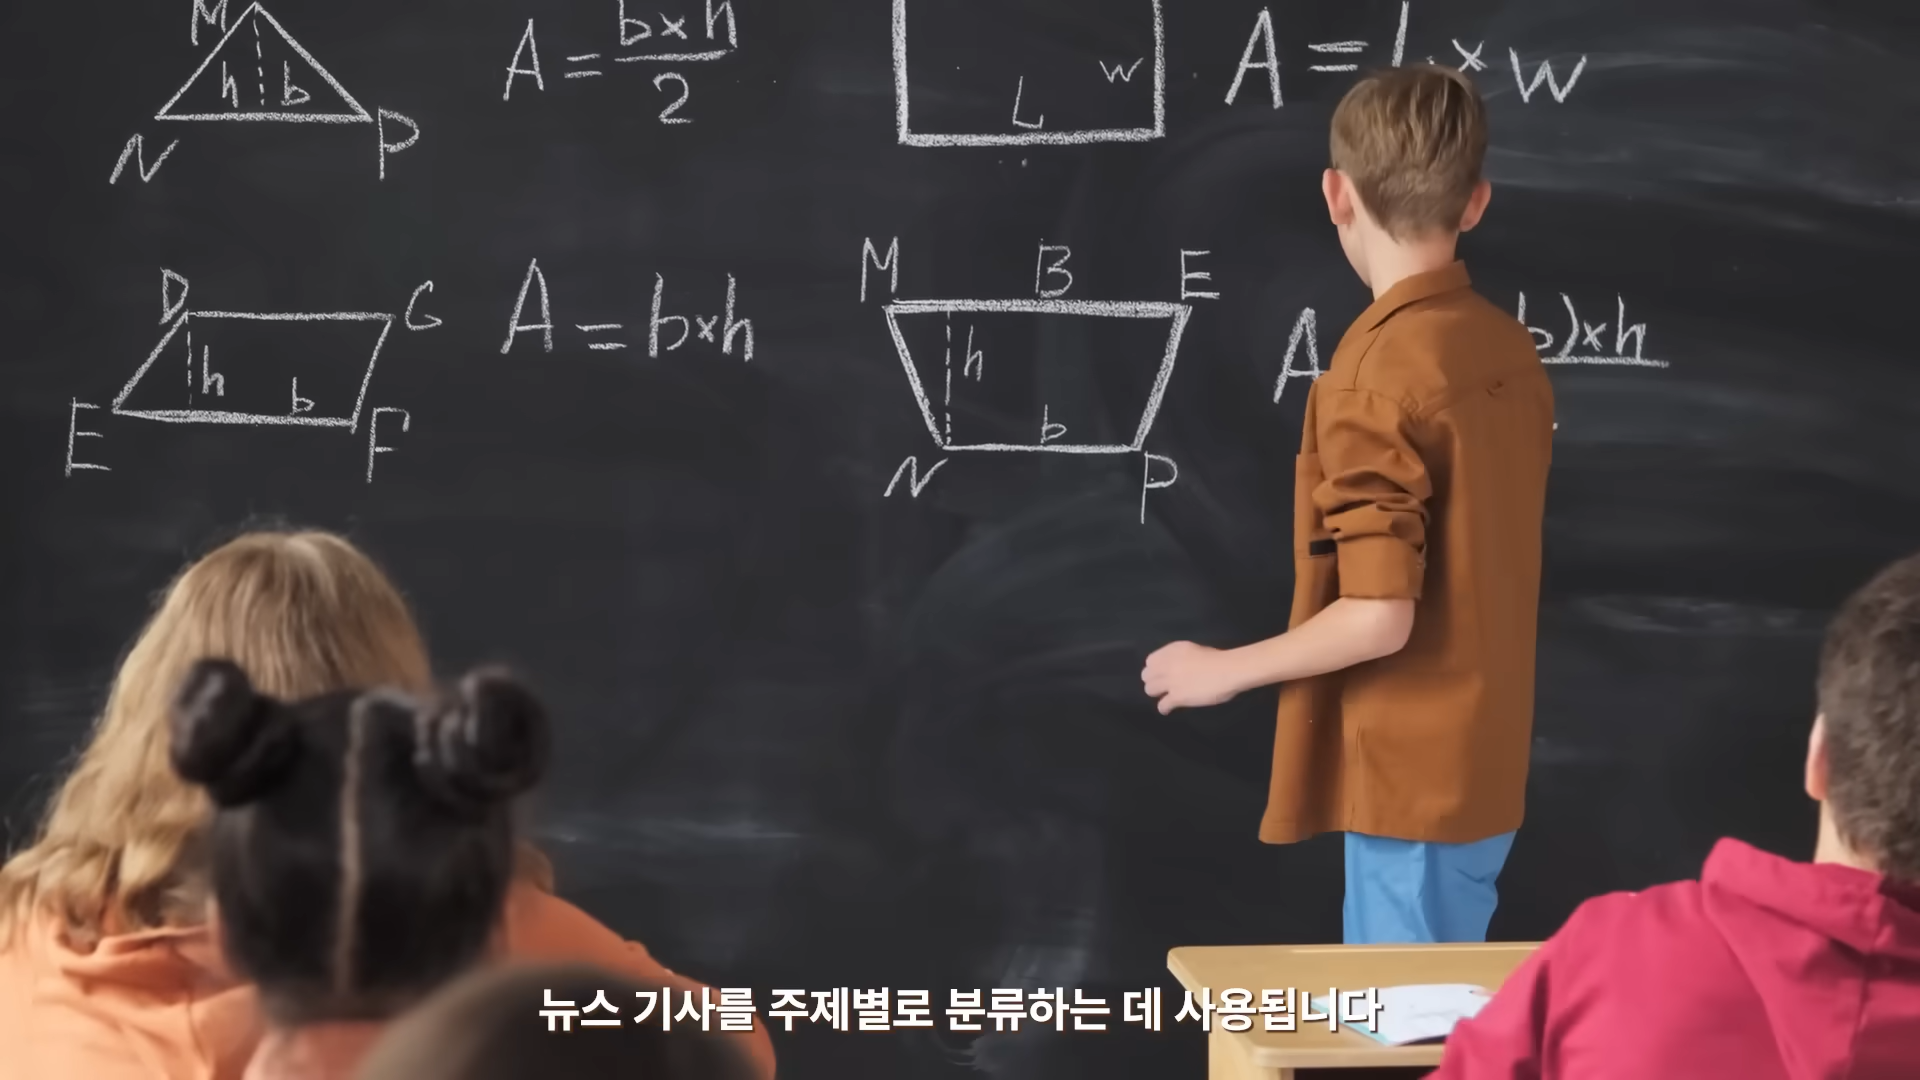 M
h b
N P
A = b×h
2
L
w
A = L × w
D G
h
b
E F
A = b×h
M B E
h
b
N P
A
b)×h
뉴스 기사를 주제별로 분류하는 데 사용됩니다